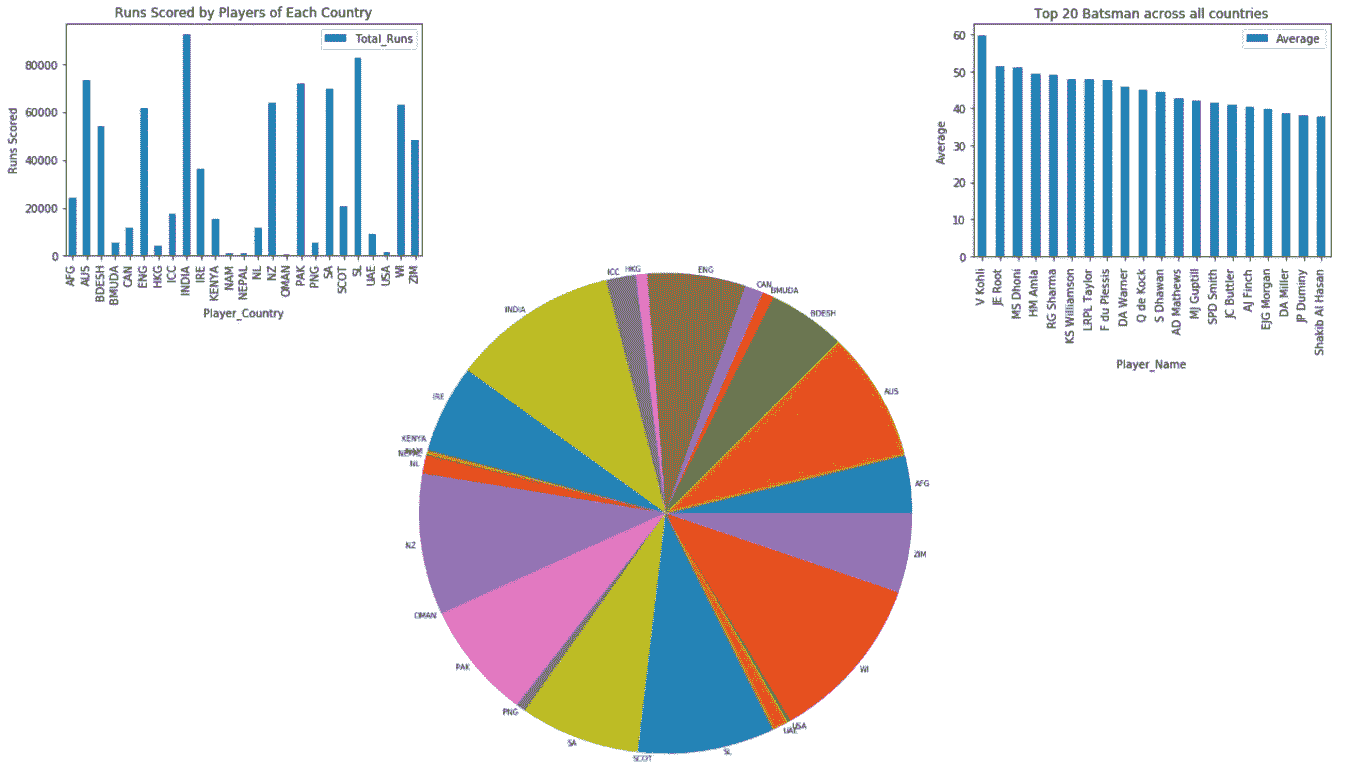 Runs Scored by Players of Each Country
Total_Runs
Runs Scored
80000
60000
40000
20000
0
AFG
AUS
BDESH
BMUDA
CAN
ENG
HKG
ICC
INDIA
IRE
KENYA
NAM
NEPAL
NL
NZ
OMAN
PAK
PNG
SA
SCOT
SL
UAE
USA
WI
ZIM
Player_Country
Top 20 Batsman across all countries
Average
Average
60
50
40
30
20
10
0
V Kohli
JE Root
MS Dhoni
HM Amla
RG Sharma
KS Williamson
LRPL Taylor
F du Plessis
DA Warner
Q de Kock
S Dhawan
AD Mathews
MJ Guptill
SPD Smith
JC Buttler
AJ Finch
EJG Morgan
DA Miller
JP Duminy
Shakib Al Hasan
Player_Name
ICC
HKG
ENG
CAN
BMUDA
BDESH
INDIA
AUS
IRE
KENYA
NAM
NEPAL
NL
AFG
NZ
ZIM
OMAN
PAK
WI
PNG
USA
UAE
SA
SL
SCOT